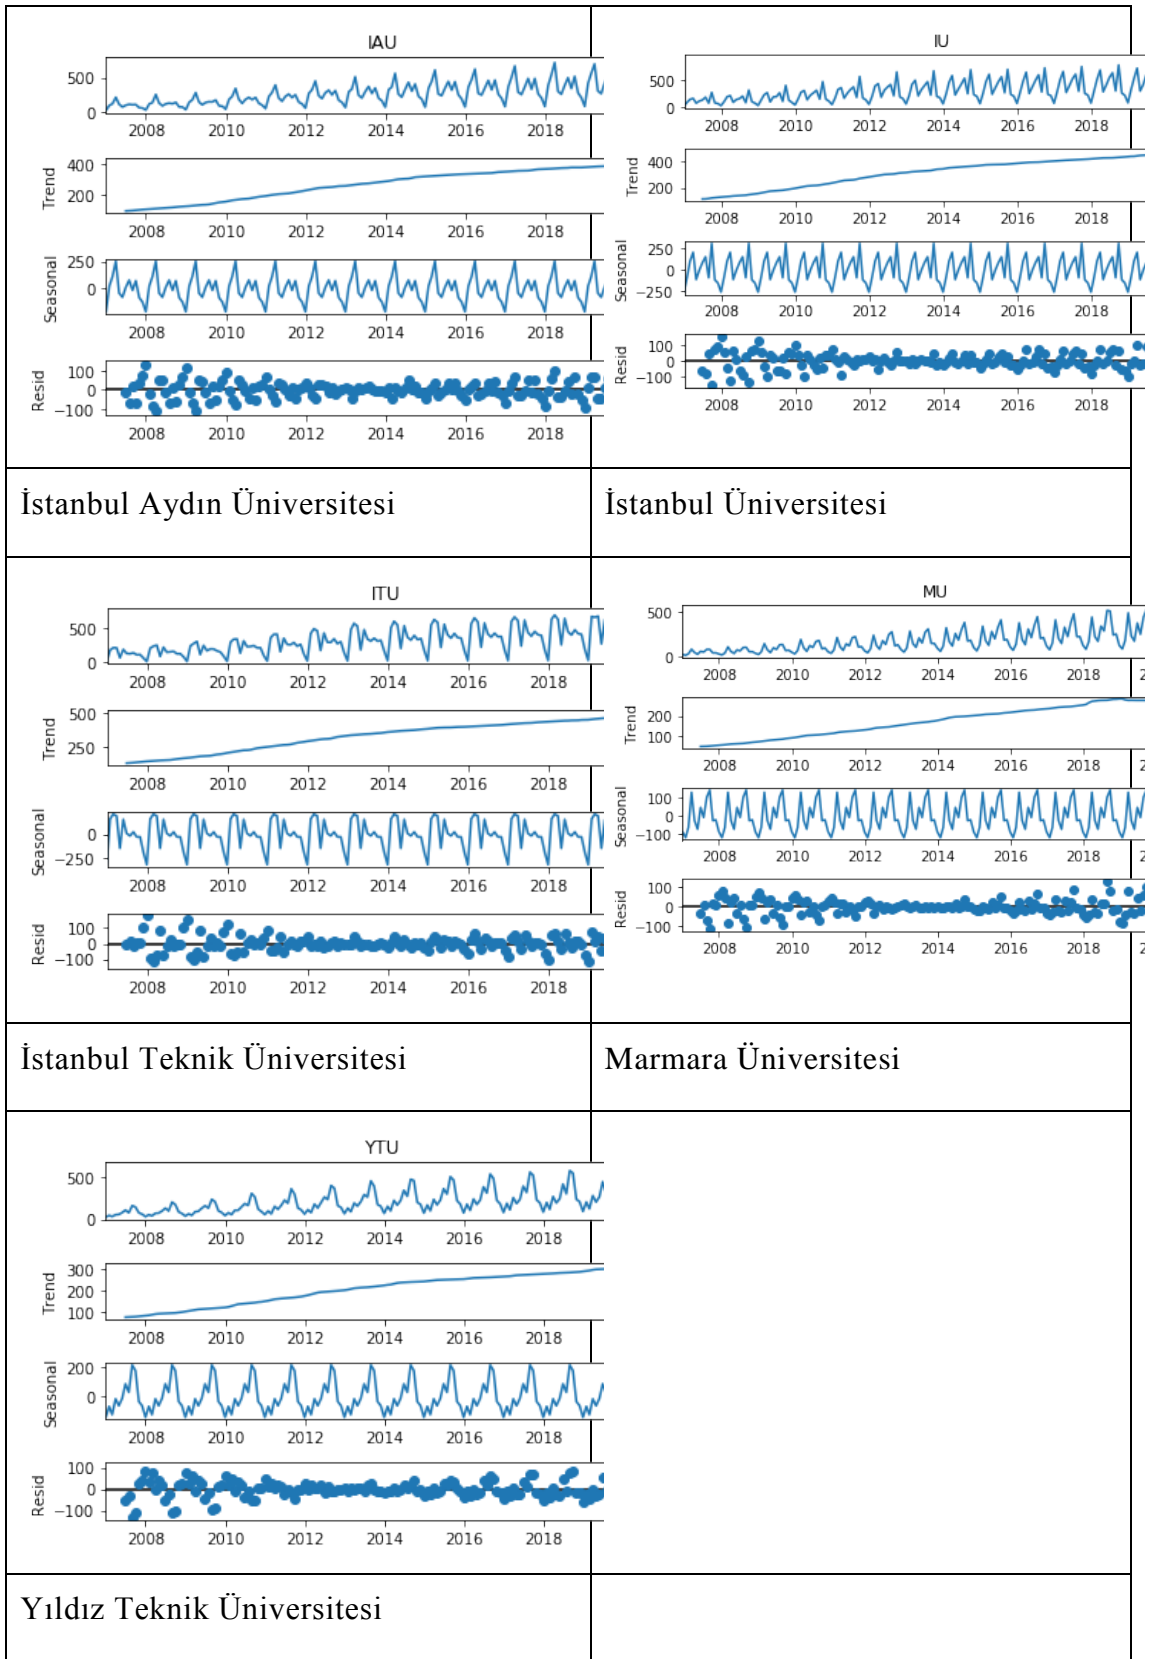 IAU
500
0
2008 2010 2012 2014 2016 2018
Trend
400
200
2008 2010 2012 2014 2016 2018
Seasonal
250
0
2008 2010 2012 2014 2016 2018
Resid
100
0
−100
2008 2010 2012 2014 2016 2018
IU
500
0
2008 2010 2012 2014 2016 2018
Trend
400
200
2008 2010 2012 2014 2016 2018
Seasonal
250
0
−250
2008 2010 2012 2014 2016 2018
Resid
100
0
−100
2008 2010 2012 2014 2016 2018
İstanbul Aydın Üniversitesi
İstanbul Üniversitesi
ITU
500
0
2008 2010 2012 2014 2016 2018
Trend
500
250
2008 2010 2012 2014 2016 2018
Seasonal
0
−250
2008 2010 2012 2014 2016 2018
Resid
100
0
−100
2008 2010 2012 2014 2016 2018
MU
500
0
2008 2010 2012 2014 2016 2018 2
Trend
200
100
2008 2010 2012 2014 2016 2018 2
Seasonal
100
0
−100
2008 2010 2012 2014 2016 2018 2
Resid
100
0
−100
2008 2010 2012 2014 2016 2018 2
İstanbul Teknik Üniversitesi
Marmara Üniversitesi
YTU
500
0
2008 2010 2012 2014 2016 2018
Trend
300
200
100
2008 2010 2012 2014 2016 2018
Seasonal
200
0
2008 2010 2012 2014 2016 2018
Resid
100
0
−100
2008 2010 2012 2014 2016 2018
Yıldız Teknik Üniversitesi